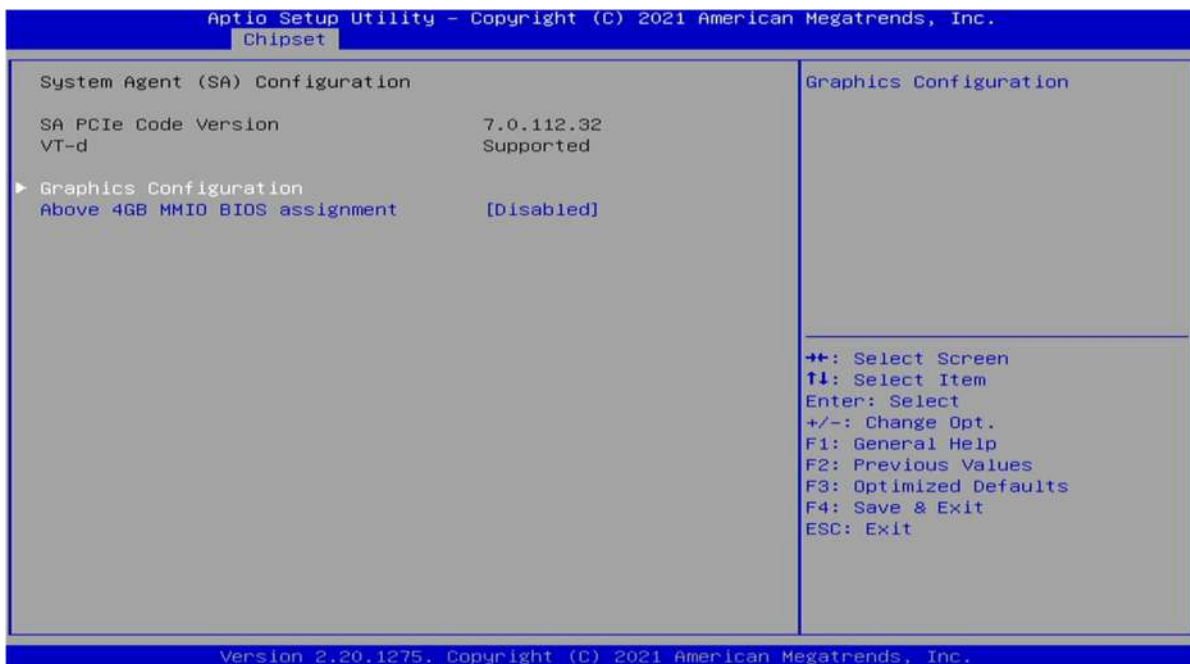 Aptio Setup Utility – Copyright (C) 2021 American Megatrends, Inc.
Chipset
System Agent (SA) Configuration
SA PCIe Code Version 7.0.112.32
VT-d Supported
► Graphics Configuration
Above 4GB MMIO BIOS assignment [Disabled]
Graphics Configuration
→←: Select Screen
↑↓: Select Item
Enter: Select
+/-: Change Opt.
F1: General Help
F2: Previous Values
F3: Optimized Defaults
F4: Save & Exit
ESC: Exit
Version 2.20.1275. Copyright (C) 2021 American Megatrends, Inc.